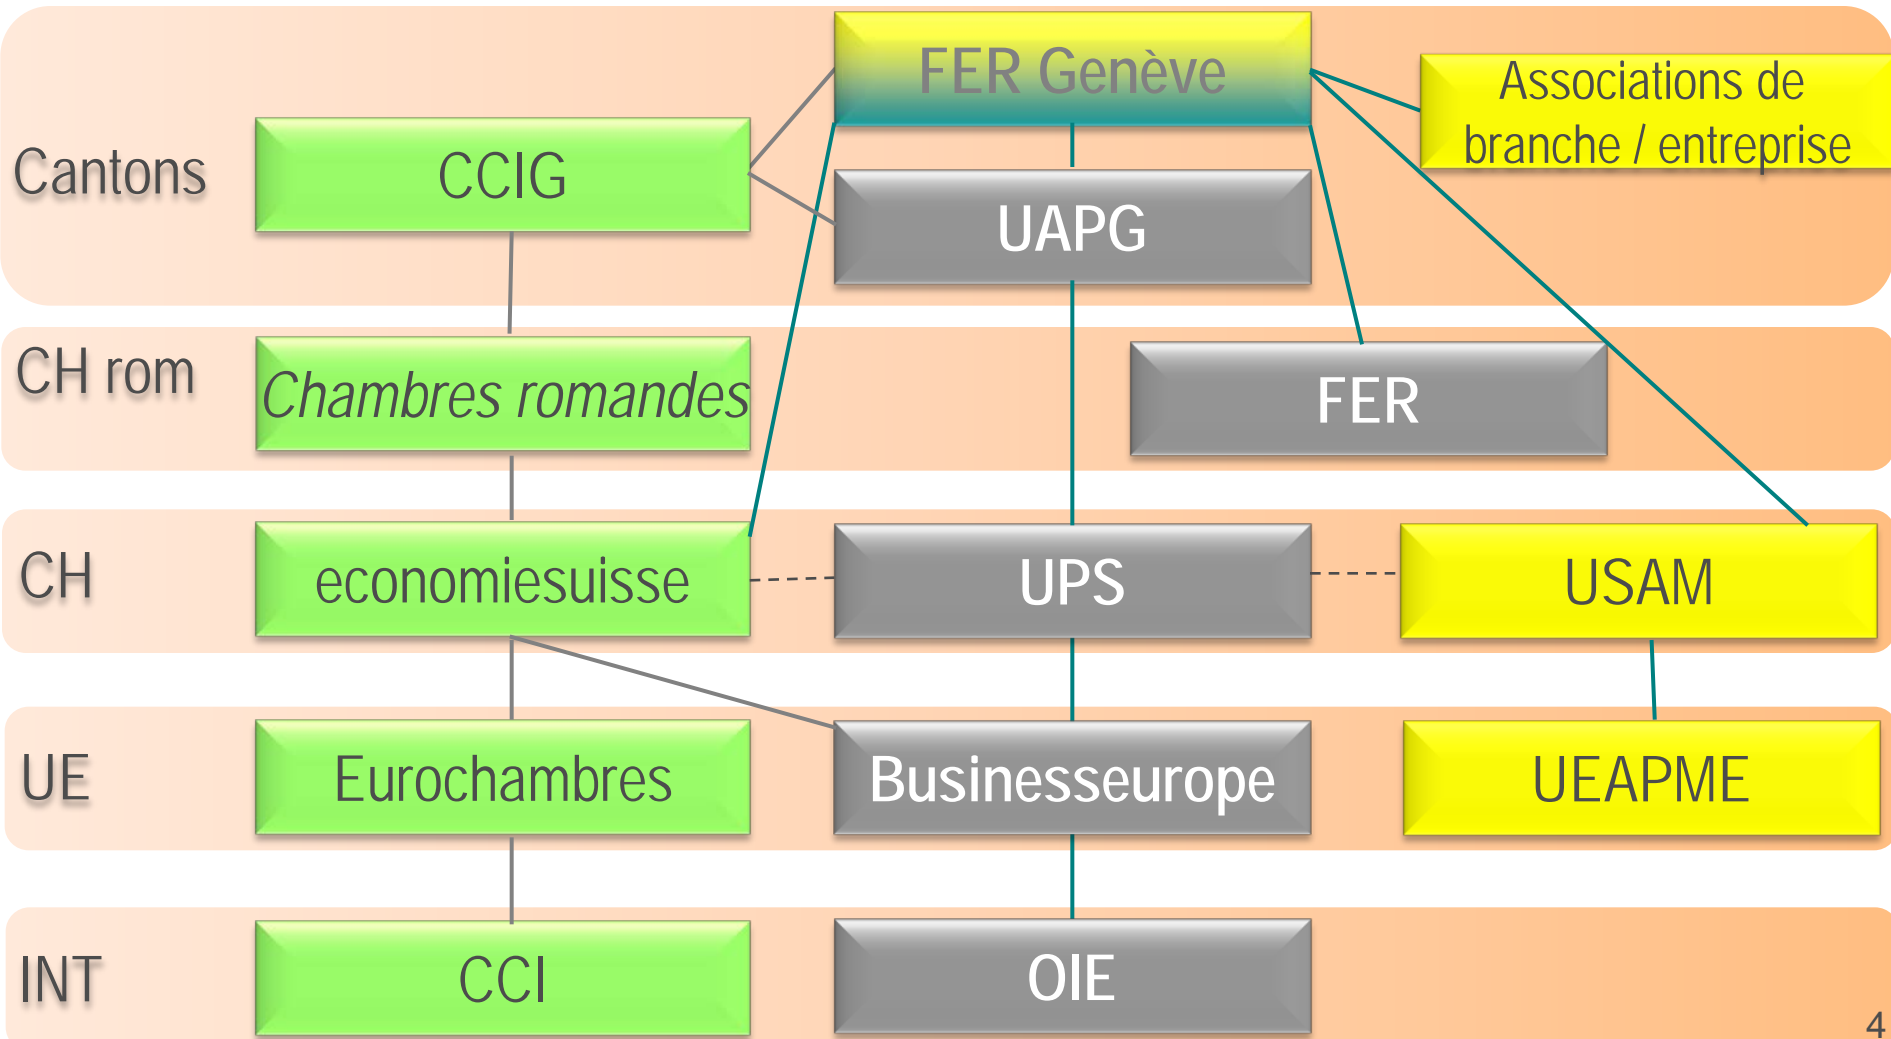 FER Genève
Associations de
branche / entreprise
Cantons
CCIG
UAPG
CH rom
Chambres romandes
FER
CH
economiesuisse
UPS
USAM
UE
Eurochambres
Businesseurope
UEAPME
INT
CCI
OIE
4